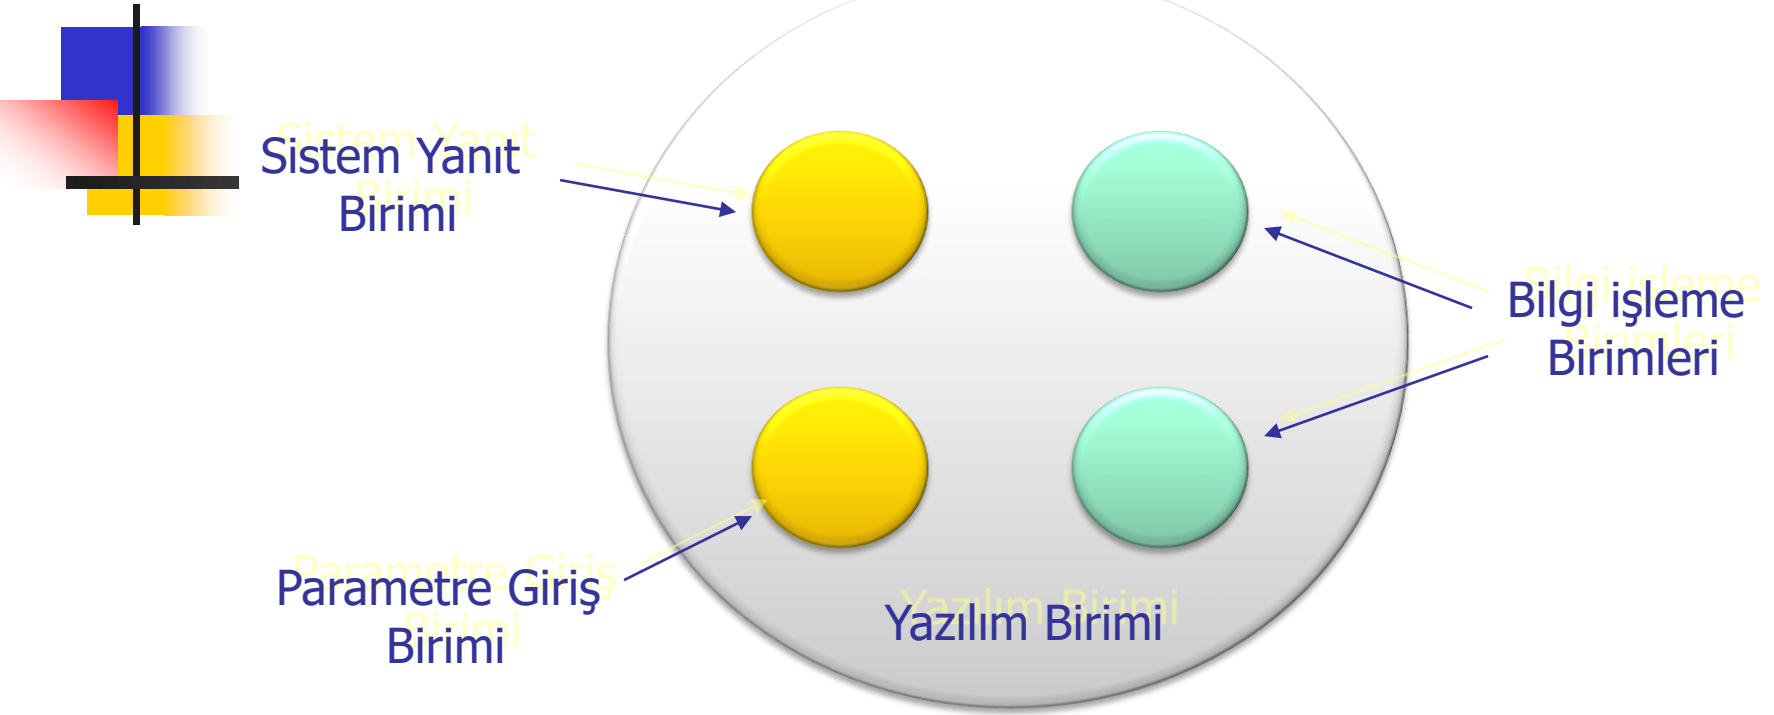 Sistem Yanıt
Birimi
Bilgi işleme
Birimleri
Parametre Giriş
Birimi
Yazılım Birimi